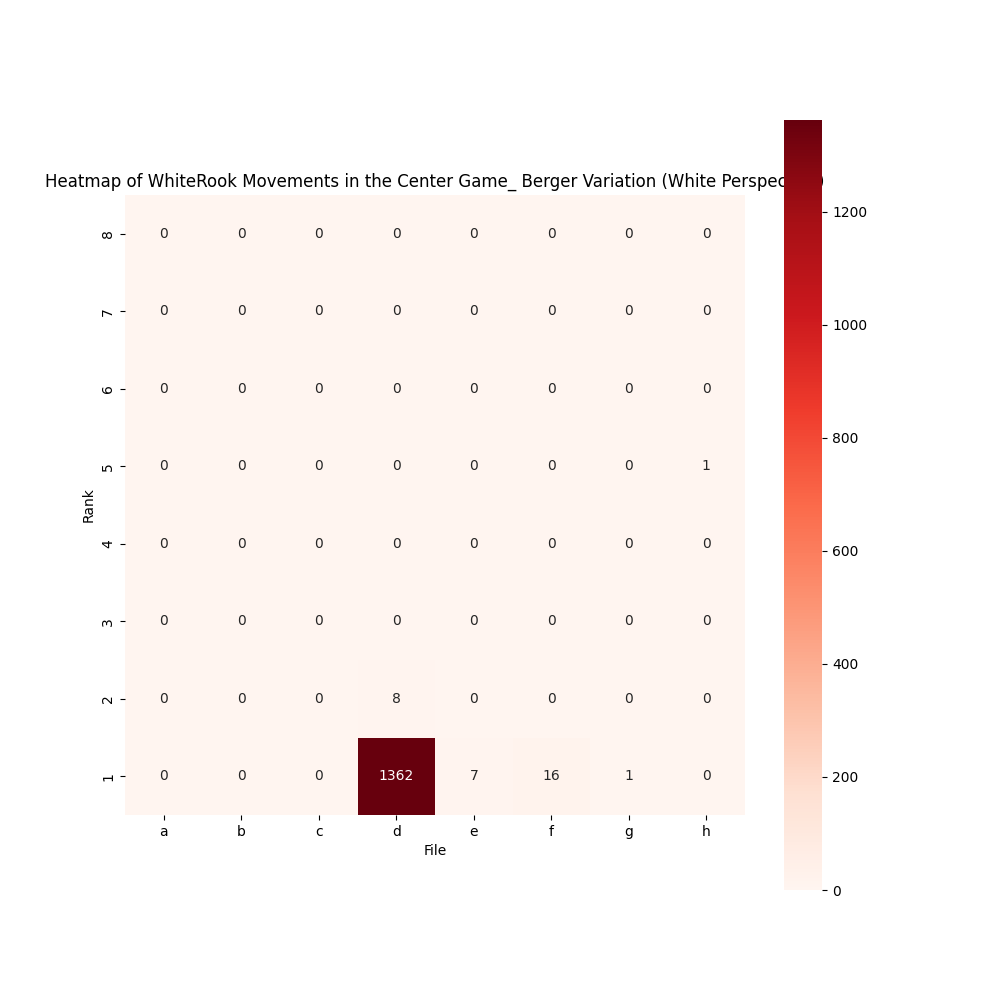 Heatmap of WhiteRook Movements in the Center Game_ Berger Variation (White Perspec
8 0 0 0 0 0 0 0 0
7 0 0 0 0 0 0 0 0
6 0 0 0 0 0 0 0 0
5 0 0 0 0 0 0 0 1
4 0 0 0 0 0 0 0 0
3 0 0 0 0 0 0 0 0
2 0 0 0 8 0 0 0 0
1 0 0 0 1362 7 16 1 0
a b c d e f g h
File
Rank
1200
1000
800
600
400
200
0